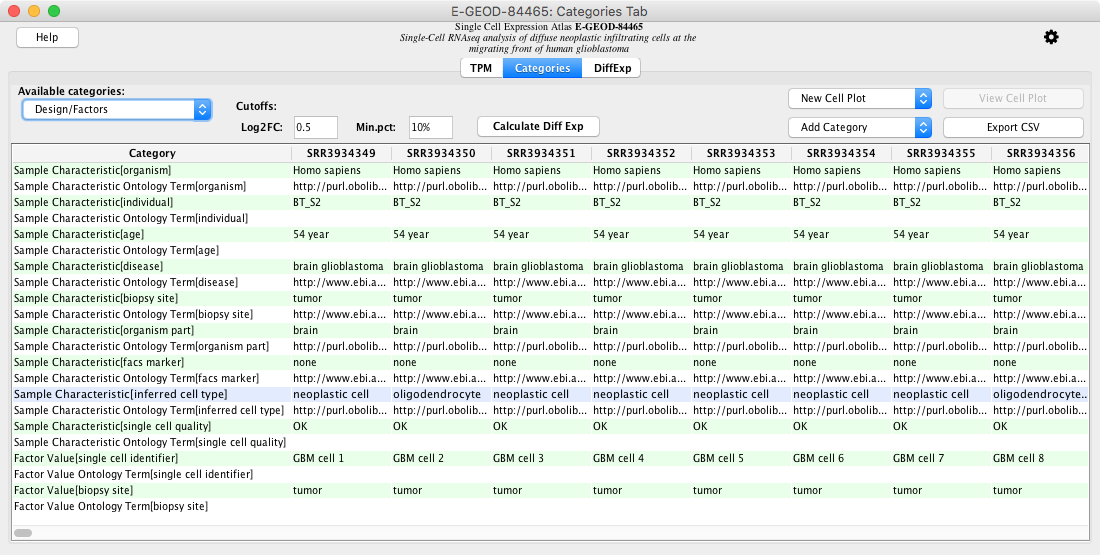 E-GEOD-84465: Categories Tab
Help
Single Cell Expression Atlas E-GEOD-84465
Single-Cell RNAseq analysis of diffuse neoplastic infiltrating cells at the
migrating front of human glioblastoma
TPM Categories DiffExp
Available categories:
Design/Factors
Cutoffs:
Log2FC: 0.5 Min.pct: 10% Calculate Diff Exp
New Cell Plot View Cell Plot
Add Category Export CSV
Category SRR3934349 SRR3934350 SRR3934351 SRR3934352 SRR3934353 SRR3934354 SRR3934355 SRR3934356
Sample Characteristic[organism] Homo sapiens Homo sapiens Homo sapiens Homo sapiens Homo sapiens Homo sapiens Homo sapiens Homo sapiens
Sample Characteristic Ontology Term[organism] http://purl.obolib... http://purl.obolib... http://purl.obolib... http://purl.obolib... http://purl.obolib... http://purl.obolib... http://purl.obolib... http://purl.obolib...
Sample Characteristic[individual] BT_S2 BT_S2 BT_S2 BT_S2 BT_S2 BT_S2 BT_S2 BT_S2
Sample Characteristic Ontology Term[individual]
Sample Characteristic[age] 54 year 54 year 54 year 54 year 54 year 54 year 54 year 54 year
Sample Characteristic Ontology Term[age]
Sample Characteristic[disease] brain glioblastoma brain glioblastoma brain glioblastoma brain glioblastoma brain glioblastoma brain glioblastoma brain glioblastoma brain glioblastoma
Sample Characteristic Ontology Term[disease] http://www.ebi.a... http://www.ebi.a... http://www.ebi.a... http://www.ebi.a... http://www.ebi.a... http://www.ebi.a... http://www.ebi.a... http://www.ebi.a...
Sample Characteristic[biopsy site] tumor tumor tumor tumor tumor tumor tumor tumor
Sample Characteristic Ontology Term[biopsy site] http://www.ebi.a... http://www.ebi.a... http://www.ebi.a... http://www.ebi.a... http://www.ebi.a... http://www.ebi.a... http://www.ebi.a... http://www.ebi.a...
Sample Characteristic[organism part] brain brain brain brain brain brain brain brain
Sample Characteristic Ontology Term[organism part] http://purl.obolib... http://purl.obolib... http://purl.obolib... http://purl.obolib... http://purl.obolib... http://purl.obolib... http://purl.obolib... http://purl.obolib...
Sample Characteristic[facs marker] none none none none none none none none
Sample Characteristic Ontology Term[facs marker] http://www.ebi.a... http://www.ebi.a... http://www.ebi.a... http://www.ebi.a... http://www.ebi.a... http://www.ebi.a... http://www.ebi.a... http://www.ebi.a...
Sample Characteristic[inferred cell type] neoplastic cell oligodendrocyte neoplastic cell neoplastic cell neoplastic cell neoplastic cell neoplastic cell oligodendrocyte..
Sample Characteristic Ontology Term[inferred cell type] http://purl.obolib... http://purl.obolib... http://purl.obolib... http://purl.obolib... http://purl.obolib... http://purl.obolib... http://purl.obolib... http://purl.obolib...
Sample Characteristic[single cell quality] OK OK OK OK OK OK OK OK
Sample Characteristic Ontology Term[single cell quality]
Factor Value[single cell identifier] GBM cell 1 GBM cell 2 GBM cell 3 GBM cell 4 GBM cell 5 GBM cell 6 GBM cell 7 GBM cell 8
Factor Value Ontology Term[single cell identifier]
Factor Value[biopsy site] tumor tumor tumor tumor tumor tumor tumor tumor
Factor Value Ontology Term[biopsy site]